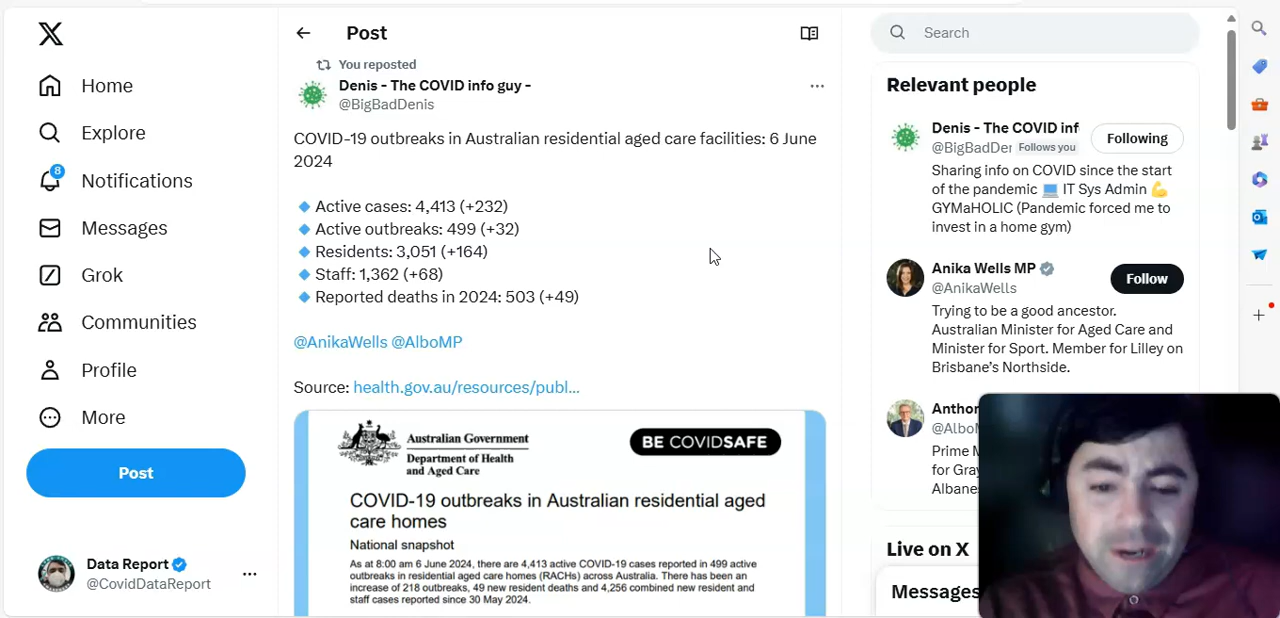 Home
Explore
8
Notifications
Messages
Grok
Communities
Profile
More
Post
Data Report
@CovidDataReport
Post
You reposted
Denis - The COVID info guy -
@BigBadDenis
COVID-19 outbreaks in Australian residential aged care facilities: 6 June
2024
Active cases: 4,413 (+232)
Active outbreaks: 499 (+32)
Residents: 3,051 (+164)
Staff: 1,362 (+68)
Reported deaths in 2024: 503 (+49)
@AnikaWells @AlboMP
Source: health.gov.au/resources/publ...
Australian Government
Department of Health
and Aged Care
BE COVIDSAFE
COVID-19 outbreaks in Australian residential aged
care homes
National snapshot
As at 8:00 am 6 June 2024, there are 4,413 active COVID-19 cases reported in 499 active
outbreaks in residential aged care homes (RACHs) across Australia. There has been an
increase of 218 outbreaks, 49 new resident deaths and 4,256 combined new resident and
staff cases reported since 30 May 2024.
Search
Relevant people
Denis - The COVID inf
@BigBadDer Follows you
Following
Sharing info on COVID since the start
of the pandemic 💻 IT Sys Admin 💪
GYMaHOLIC (Pandemic forced me to
invest in a home gym)
Anika Wells MP
@AnikaWells
Follow
Trying to be a good ancestor.
Australian Minister for Aged Care and
Minister for Sport. Member for Lilley on
Brisbane's Northside.
Anthon
@AlboM
Prime M
for Gray
Albanes
Live on X
Messages